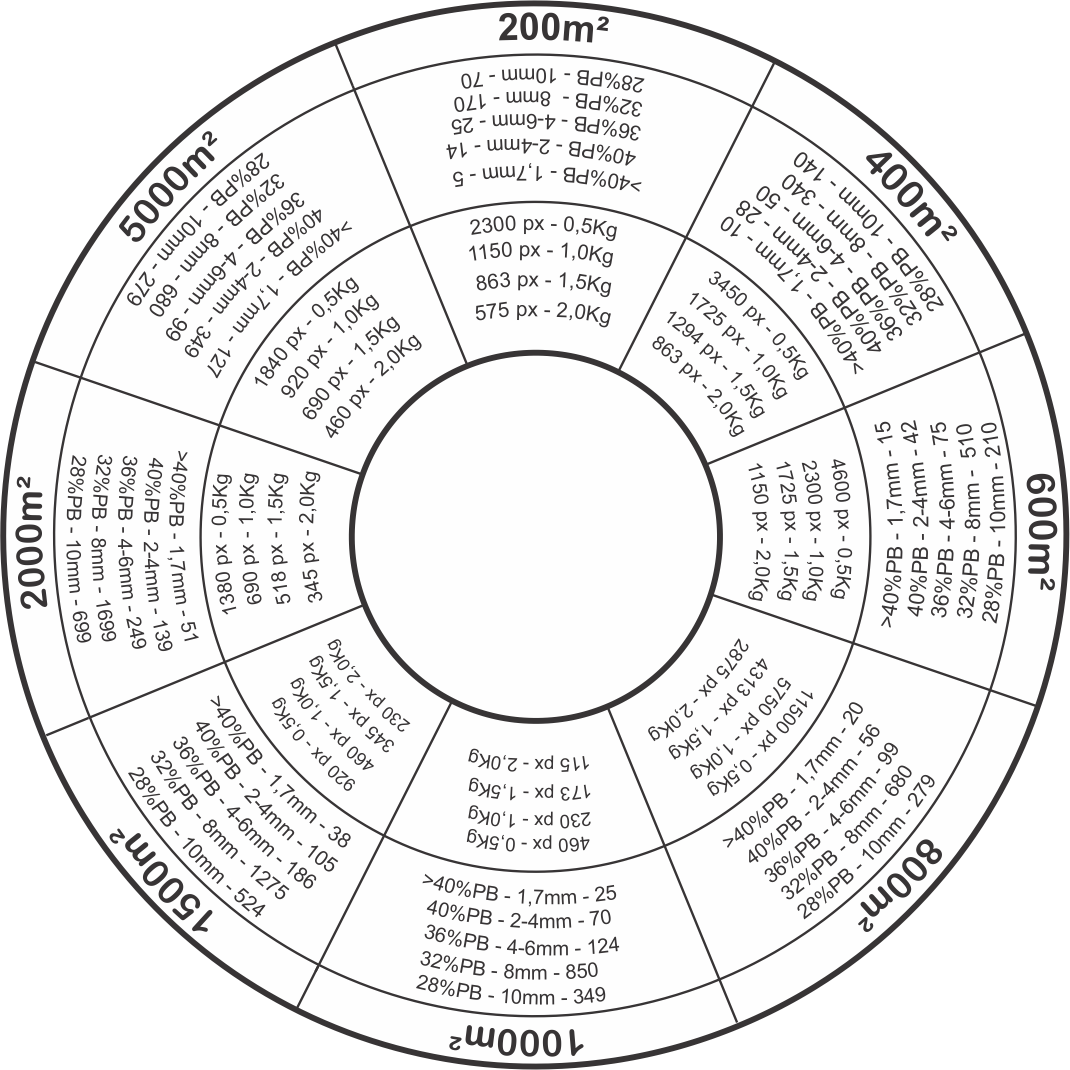 200m²
28%PB - 10mm - 70
32%PB - 8mm - 170
36%PB - 4-6mm - 25
40%PB - 2-4mm - 14
>40%PB - 1,7mm - 5
2300 px - 0,5Kg
1150 px - 1,0Kg
863 px - 1,5Kg
575 px - 2,0Kg
400m²
28%PB - 10mm - 140
32%PB - 8mm - 340
36%PB - 4-6mm - 50
40%PB - 2-4mm - 28
>40%PB - 1,7mm - 10
3450 px - 0,5Kg
1725 px - 1,0Kg
1294 px - 1,5Kg
863 px - 2,0Kg
600m²
>40%PB - 1,7mm - 15
40%PB - 2-4mm - 42
36%PB - 4-6mm - 75
32%PB - 8mm - 510
28%PB - 10mm - 210
4600 px - 0,5Kg
2300 px - 1,0Kg
1725 px - 1,5Kg
1150 px - 2,0Kg
800m²
>40%PB - 1,7mm - 20
40%PB - 2-4mm - 56
36%PB - 4-6mm - 99
32%PB - 8mm - 680
28%PB - 10mm - 279
11500 px - 0,5Kg
5750 px - 1,0Kg
4313 px - 1,5Kg
2875 px - 2,0Kg
1000m²
>40%PB - 1,7mm - 25
40%PB - 2-4mm - 70
36%PB - 4-6mm - 124
32%PB - 8mm - 850
28%PB - 10mm - 349
460 px - 0,5Kg
230 px - 1,0Kg
173 px - 1,5Kg
115 px - 2,0Kg
1500m²
>40%PB - 1,7mm - 38
40%PB - 2-4mm - 105
36%PB - 4-6mm - 186
32%PB - 8mm - 1275
28%PB - 10mm - 524
920 px - 0,5Kg
460 px - 1,0Kg
345 px - 1,5Kg
230 px - 2,0Kg
2000m²
>40%PB - 1,7mm - 51
40%PB - 2-4mm - 139
36%PB - 4-6mm - 249
32%PB - 8mm - 1699
28%PB - 10mm - 699
1380 px - 0,5Kg
690 px - 1,0Kg
518 px - 1,5Kg
345 px - 2,0Kg
5000m²
28%PB - 10mm - 279
32%PB - 8mm - 680
36%PB - 4-6mm - 99
40%PB - 2-4mm - 349
>40%PB - 1,7mm - 127
1840 px - 0,5Kg
920 px - 1,0Kg
690 px - 1,5Kg
460 px - 2,0Kg